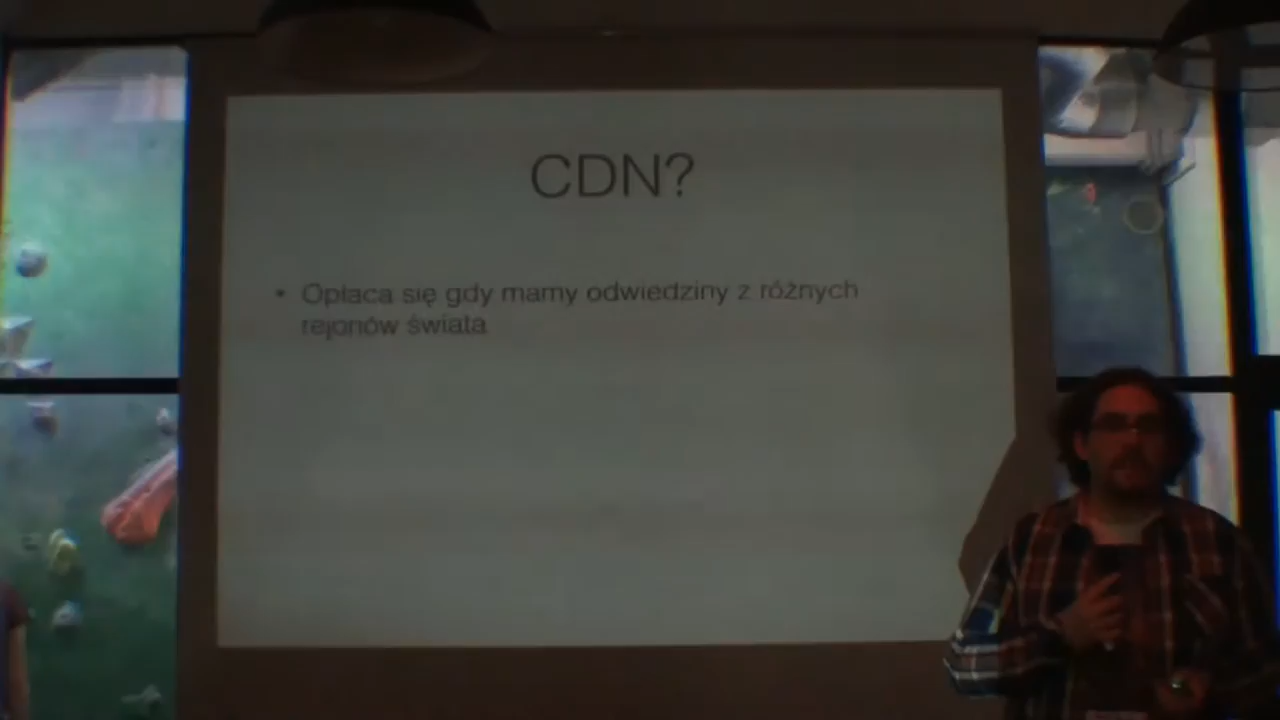 CDN?
• Opłaca się gdy mamy odwiedziny z różnych
rejonów świata